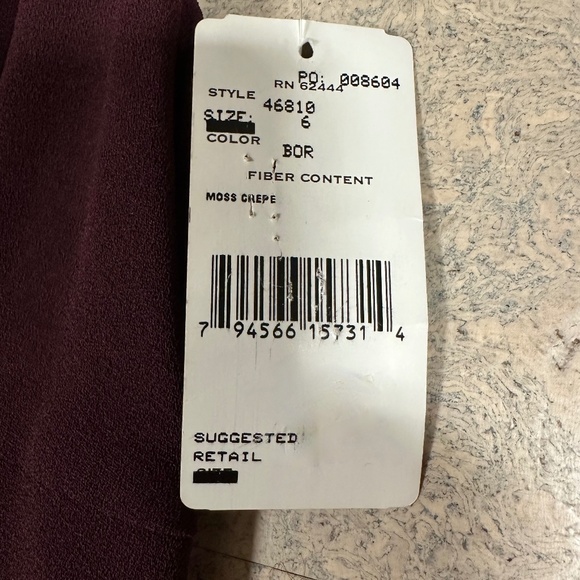 PO: 008604
RN 62444
STYLE 46810
SIZE: 6
COLOR BOR
FIBER CONTENT
MOSS CREPE
7 94566 15731 4
SUGGESTED
RETAIL
SIZE